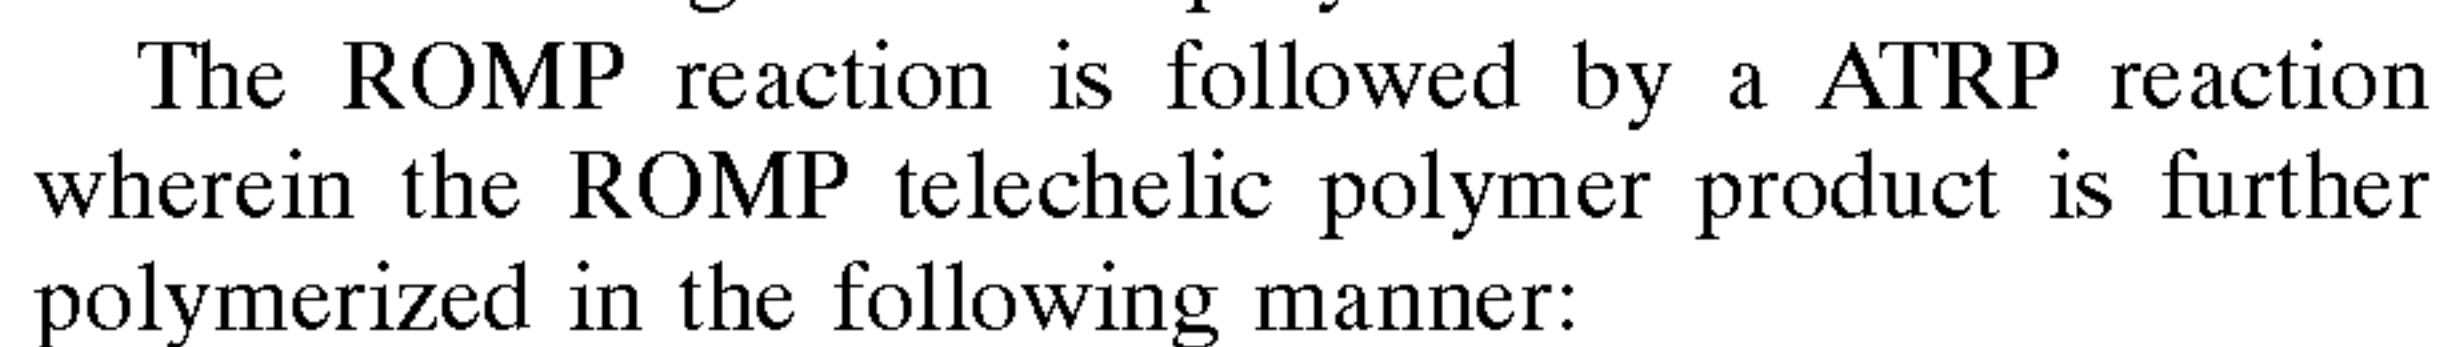 The ROMP reaction is followed by a ATRP reaction
wherein the ROMP telechelic polymer product is further
polymerized in the following manner: